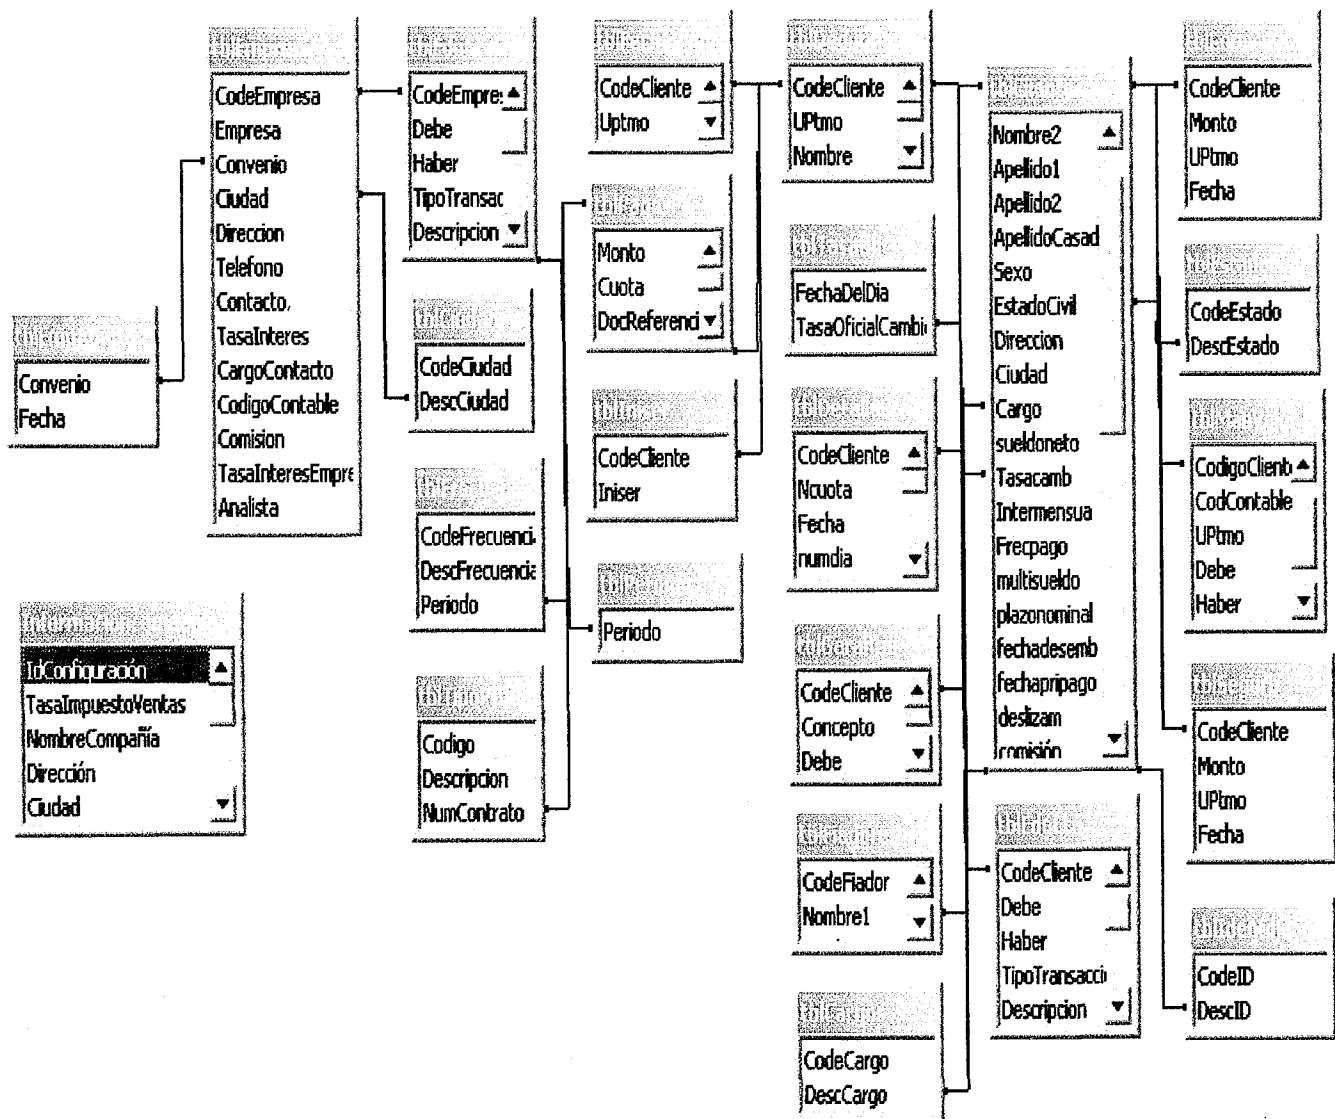 CodeEmpresa
Empresa
Convenio
Ciudad
Direccion
Telefono
Contacto,
TasaInteres
CargoContacto
CodigoContable
Comision
TasaInteresEmpre
Analista
CodeEmpre
Debe
Haber
TipoTransac
Descripcion
CodeCliente
Uptmo
CodeCliente
UPtmo
Nombre
Nombre2
Apellido1
Apellido2
ApellidoCasad
Sexo
EstadoCivil
Direccion
Ciudad
Cargo
sueldoneto
Tasacamb
Intermensua
Frecpago
multisueldo
plazonominal
fechadesemb
fechapripago
deslizam
comisión
CodeCliente
Monto
UPtmo
Fecha
Monto
Cuota
DocReferenci
FechaDelDia
TasaOficialCambi
CodeEstado
DescEstado
Convenio
Fecha
CodeCiudad
DescCiudad
CodeCliente
Iniser
CodeCliente
Ncuota
Fecha
numdia
CodigoClient
CodContable
UPtmo
Debe
Haber
CodeFrecuenci
DescFrecuencia
Periodo
Periodo
IdConfiguración
TasaImpuestoVentas
NombreCompañía
Dirección
Ciudad
Codigo
Descripcion
NumContrato
CodeCliente
Concepto
Debe
CodeCliente
Monto
UPtmo
Fecha
CodeFiador
Nombre1
CodeCliente
Debe
Haber
TipoTransacci
Descripcion
CodeID
DescID
CodeCargo
DescCargo